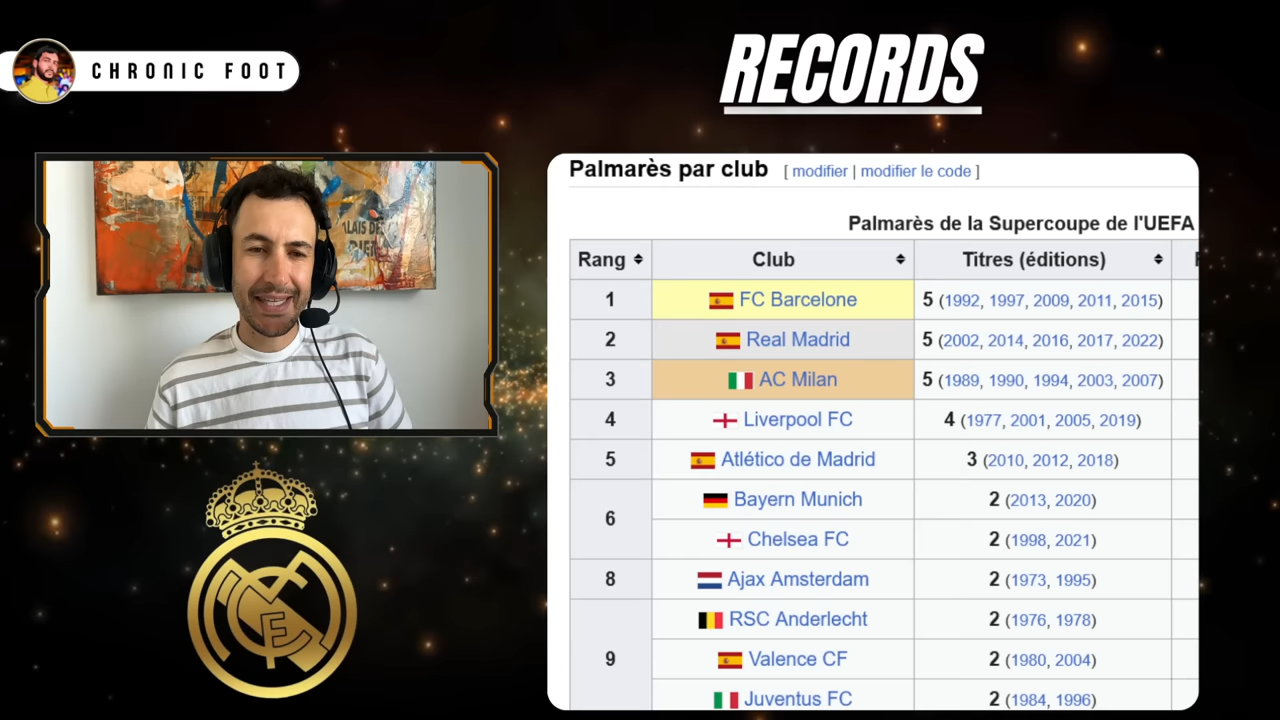 CHRONIC FOOT
RECORDS
ALAIS DE
Palmarès par club [ modifier | modifier le code ]
Palmarès de la Supercoupe de l'UEFA
Rang Club Titres (éditions)
1 FC Barcelone 5 (1992, 1997, 2009, 2011, 2015)
2 Real Madrid 5 (2002, 2014, 2016, 2017, 2022)
3 AC Milan 5 (1989, 1990, 1994, 2003, 2007)
4 Liverpool FC 4 (1977, 2001, 2005, 2019)
5 Atlético de Madrid 3 (2010, 2012, 2018)
6 Bayern Munich 2 (2013, 2020)
Chelsea FC 2 (1998, 2021)
8 Ajax Amsterdam 2 (1973, 1995)
9 RSC Anderlecht 2 (1976, 1978)
Valence CF 2 (1980, 2004)
Juventus FC 2 (1984, 1996)